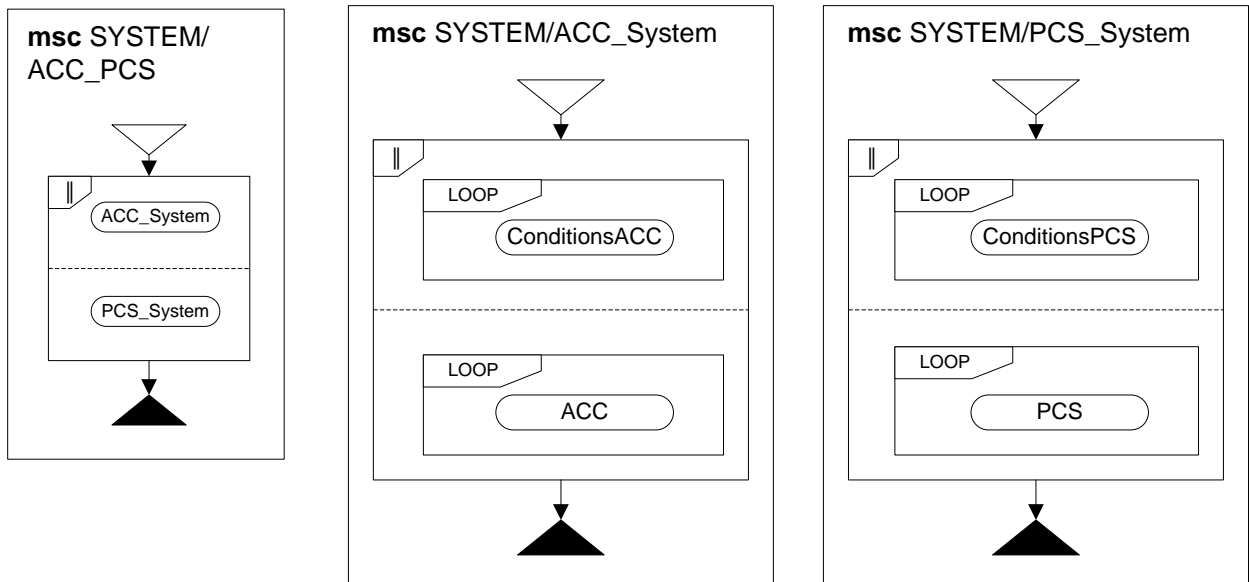 msc SYSTEM/
ACC_PCS
||
ACC_System
PCS_System
msc SYSTEM/ACC_System
||
LOOP
ConditionsACC
LOOP
ACC
msc SYSTEM/PCS_System
||
LOOP
ConditionsPCS
LOOP
PCS